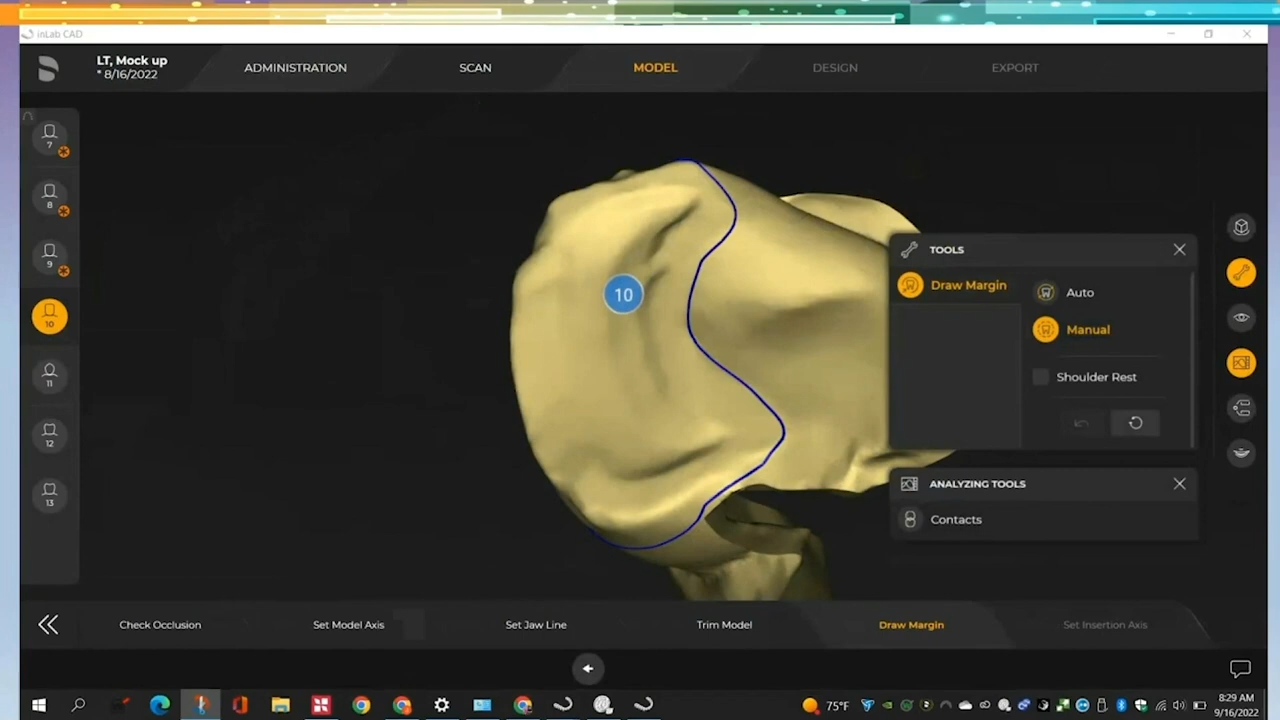 inLab CAD
LT, Mock up
* 8/16/2022
ADMINISTRATION
SCAN
MODEL
DESIGN
EXPORT
7
8
9
10
11
12
13
10
TOOLS
Draw Margin
Auto
Manual
Shoulder Rest
ANALYZING TOOLS
Contacts
Check Occlusion
Set Model Axis
Set Jaw Line
Trim Model
Draw Margin
Set Insertion Axis
75°F
8:29 AM
9/16/2022